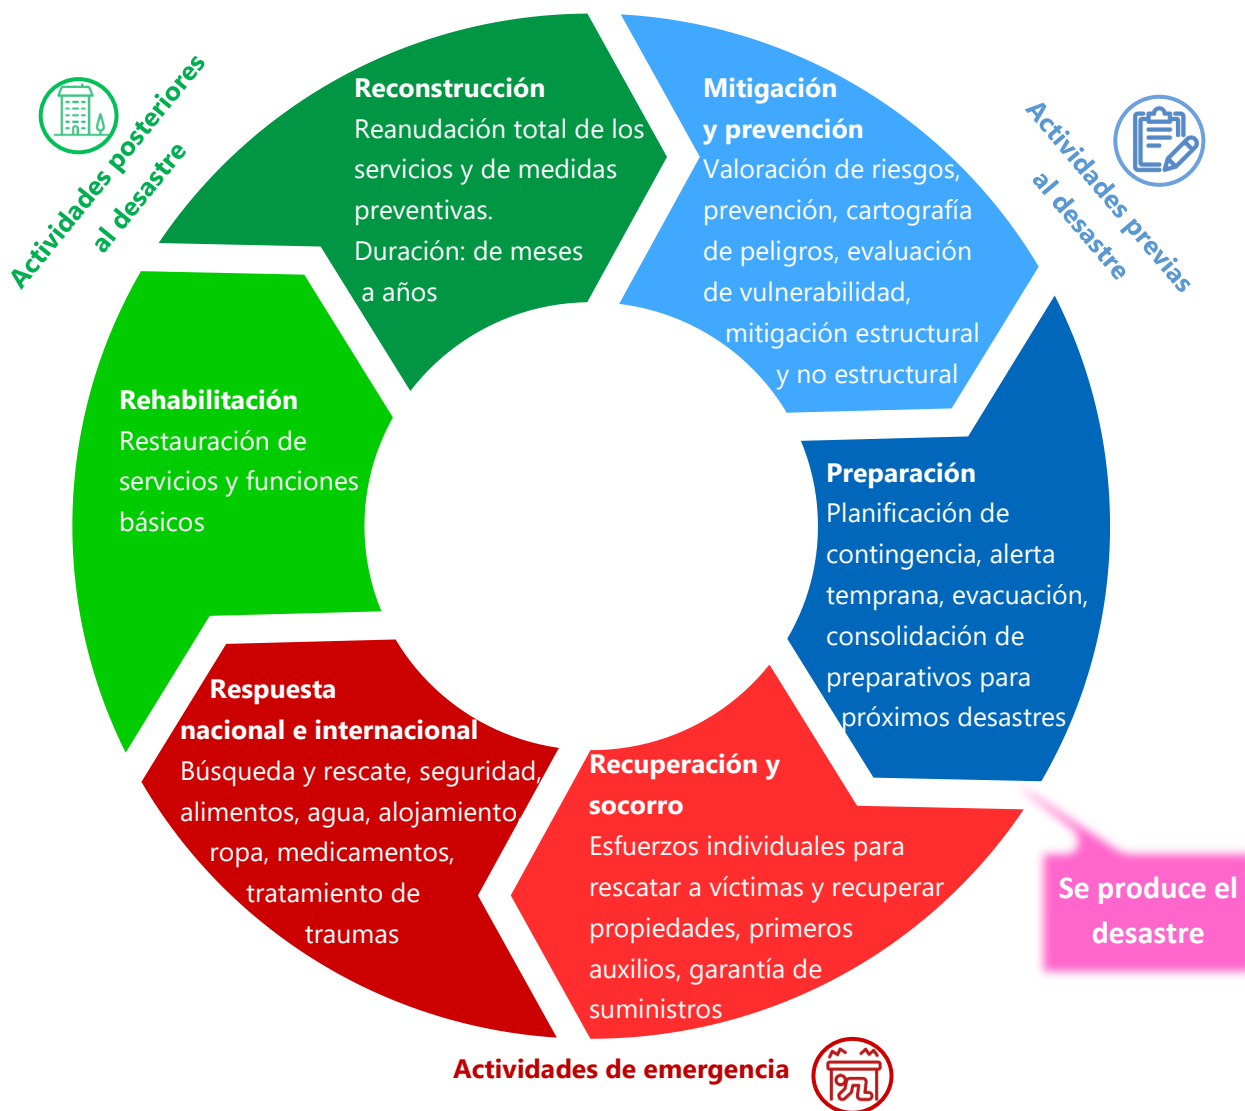 Actividades posteriores
al desastre
Reconstrucción
Reanudación total de los
servicios y de medidas
preventivas.
Duración: de meses
a años
Mitigación
y prevención
Valoración de riesgos,
prevención, cartografía
de peligros, evaluación
de vulnerabilidad,
mitigación estructural
y no estructural
Actividades previas
al desastre
Rehabilitación
Restauración de
servicios y funciones
básicos
Preparación
Planificación de
contingencia, alerta
temprana, evacuación,
consolidación de
preparativos para
próximos desastres
Respuesta
nacional e internacional
Búsqueda y rescate, seguridad,
alimentos, agua, alojamiento,
ropa, medicamentos,
tratamiento de
traumas
Recuperación y
socorro
Esfuerzos individuales para
rescatar a víctimas y recuperar
propiedades, primeros
auxilios, garantía de
suministros
Se produce el
desastre
Actividades de emergencia